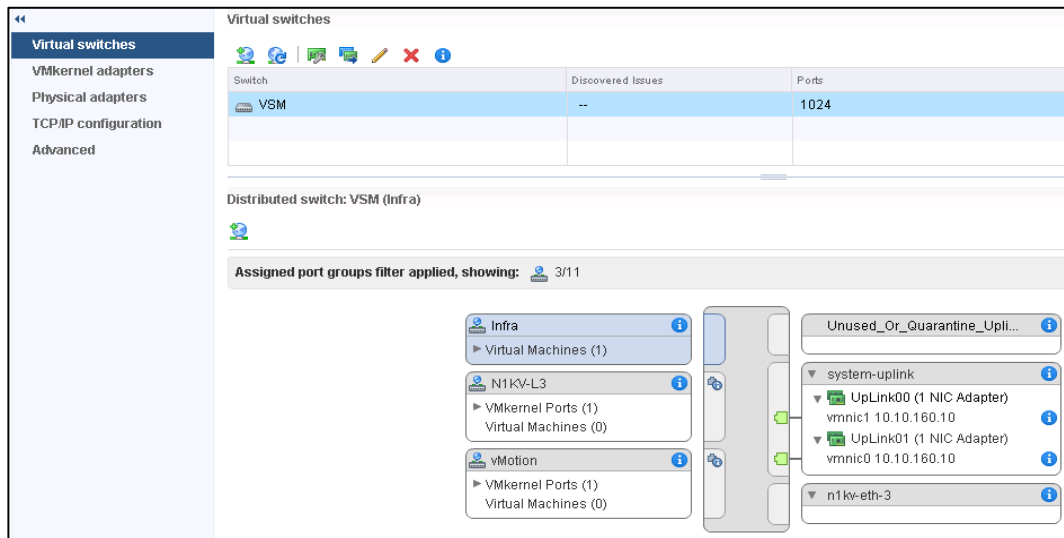 Virtual switches
VMkernel adapters
Physical adapters
TCP/IP configuration
Advanced
Virtual switches
Switch Discovered Issues Ports
VSM -- 1024
Distributed switch: VSM (Infra)
Assigned port groups filter applied, showing: 3/11
Infra
Virtual Machines (1)
N1KV-L3
VMkernel Ports (1)
Virtual Machines (0)
vMotion
VMkernel Ports (1)
Virtual Machines (0)
Unused_Or_Quarantine_Upli...
system-uplink
UpLink00 (1 NIC Adapter)
vmnic1 10.10.160.10
UpLink01 (1 NIC Adapter)
vmnic0 10.10.160.10
n1kv-eth-3